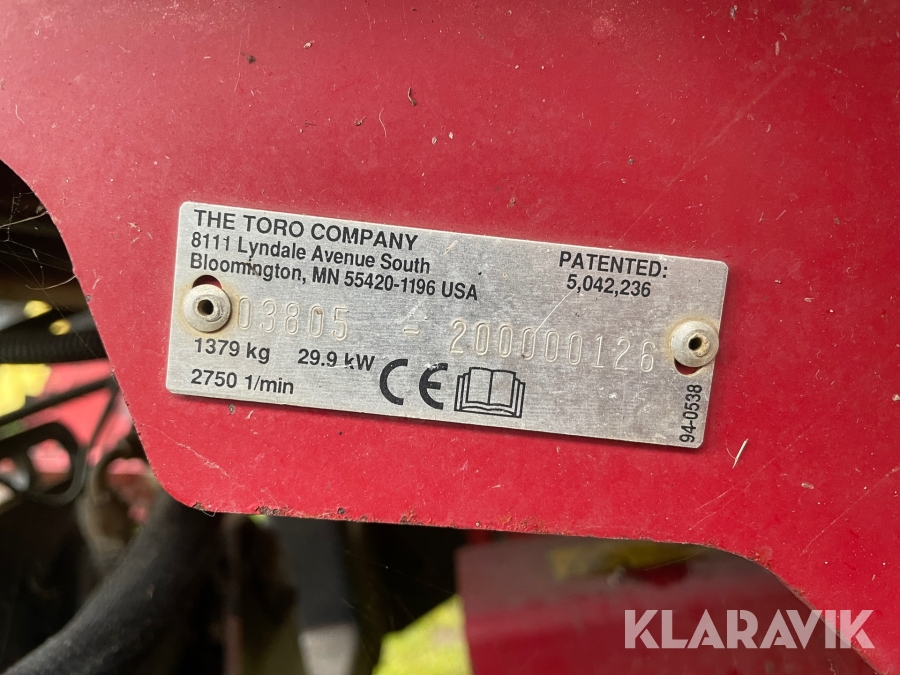 THE TORO COMPANY
8111 Lyndale Avenue South
Bloomington, MN 55420-1196 USA
PATENTED:
5,042,236
03805 - 200000126
1379 kg 29.9 kW
2750 1/min
CE
94-0538
KLARAVIK